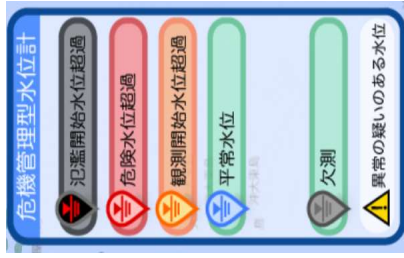 危機管理型水位計
氾濫開始水位超過
危険水位超過
観測開始水位超過
平常水位
欠測
異常の疑いのある水位